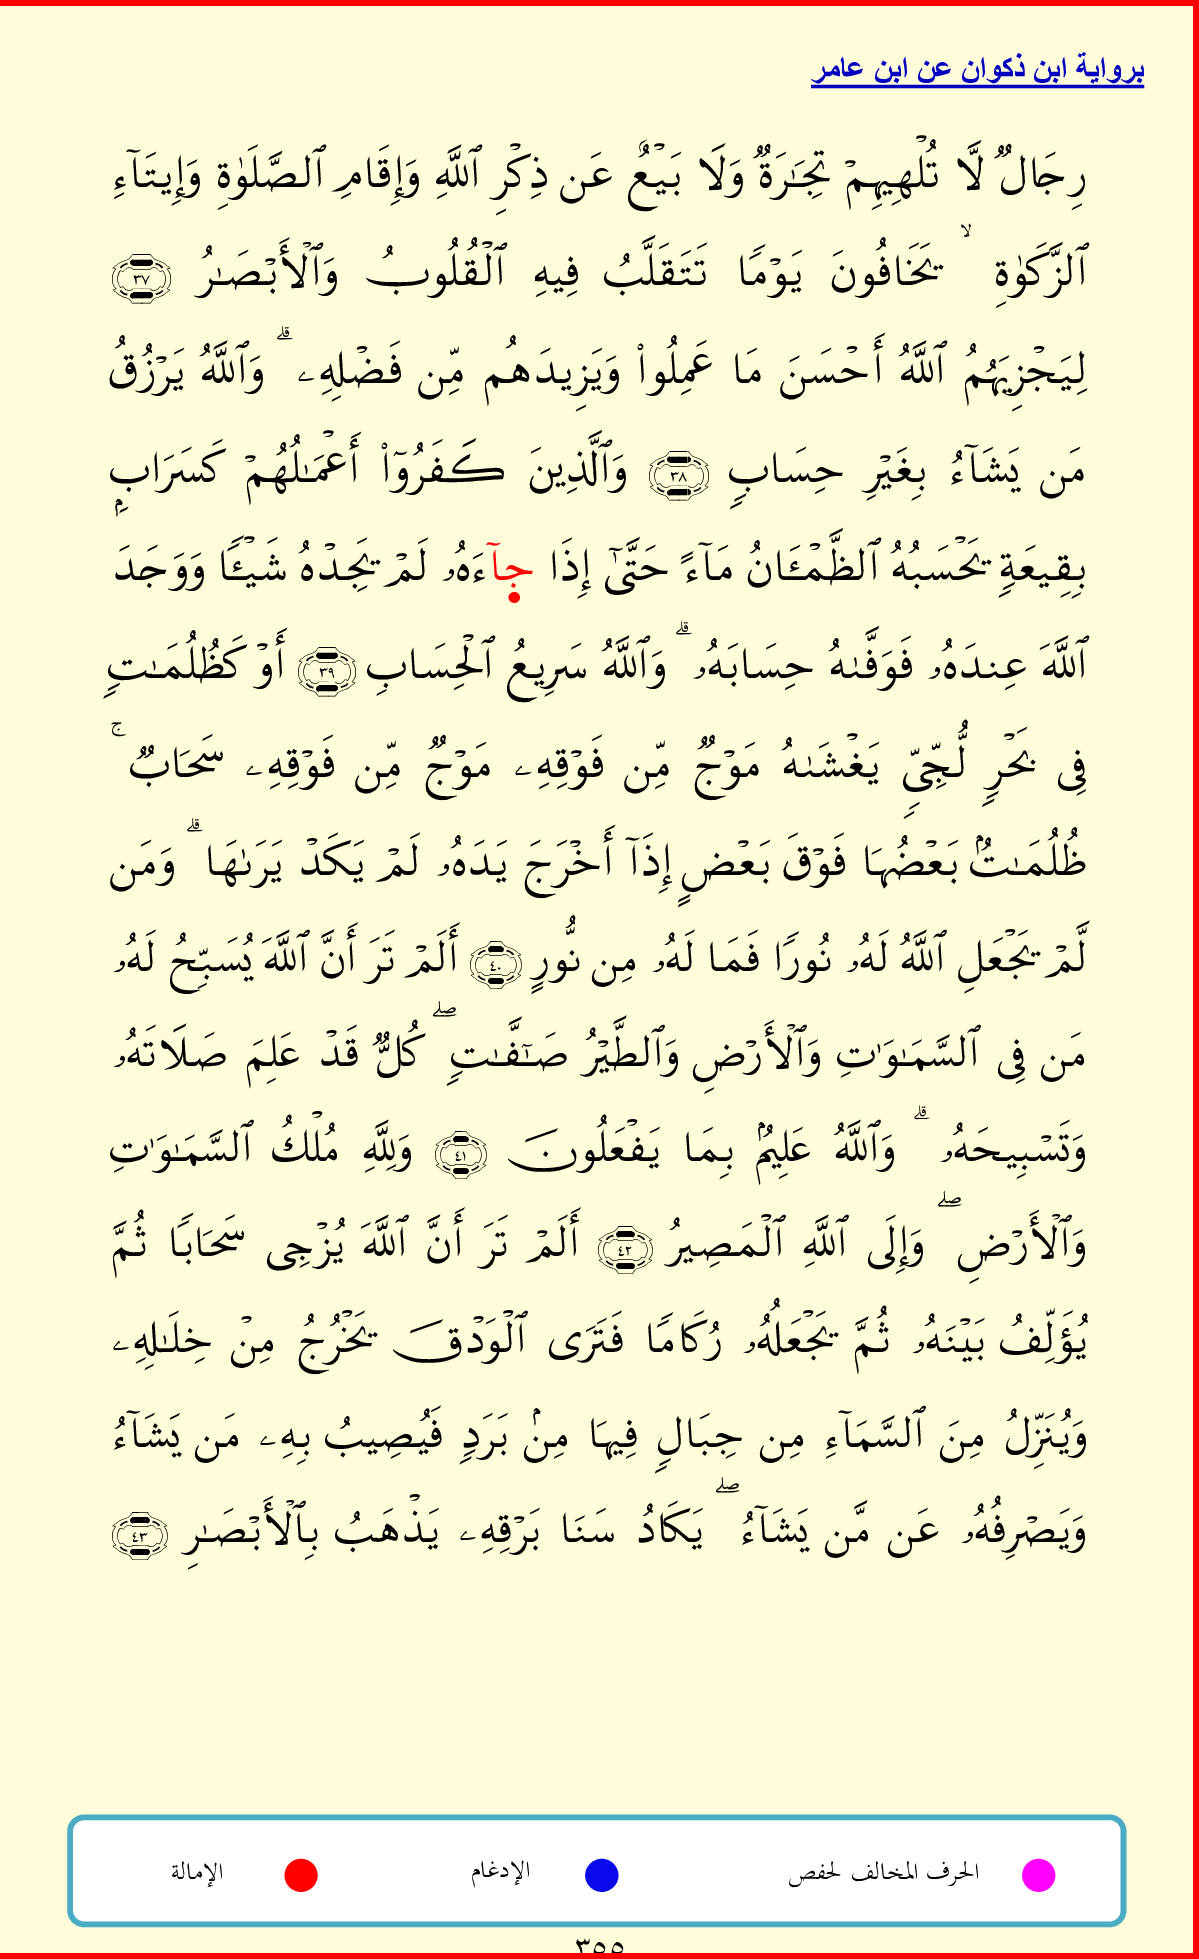 برواية ابن ذكوان عن ابن عامر
رِجَالٌ لَّا تُلْهِيهِمْ تِجَٰرَةٌ وَلَا بَيْعٌ عَن ذِكْرِ ٱللَّهِ وَإِقَامِ ٱلصَّلَوٰةِ وَإِيتَآءِ
ٱلزَّكَوٰةِ ۙ يَخَافُونَ يَوْمًا تَتَقَلَّبُ فِيهِ ٱلْقُلُوبُ وَٱلْأَبْصَٰرُ ٣٧
لِيَجْزِيَهُمُ ٱللَّهُ أَحْسَنَ مَا عَمِلُوا۟ وَيَزِيدَهُم مِّن فَضْلِهِۦ ۗ وَٱللَّهُ يَرْزُقُ
مَن يَشَآءُ بِغَيْرِ حِسَابٍ ٣٨ وَٱلَّذِينَ كَفَرُوٓا۟ أَعْمَٰلُهُمْ كَسَرَابِۭ
بِقِيعَةٍ يَحْسَبُهُ ٱلظَّمْـَٔانُ مَآءً حَتَّىٰٓ إِذَا جآءَهُۥ لَمْ يَجِدْهُ شَيْـًٔا وَوَجَدَ
ٱللَّهَ عِندَهُۥ فَوَفَّىٰهُ حِسَابَهُۥ ۗ وَٱللَّهُ سَرِيعُ ٱلْحِسَابِ ٣٩ أَوْ كَظُلُمَٰتٍ
فِى بَحْرٍ لُّجِّىٍّ يَغْشَىٰهُ مَوْجٌ مِّن فَوْقِهِۦ مَوْجٌ مِّن فَوْقِهِۦ سَحَابٌ ۚ
ظُلُمَٰتٌۢ بَعْضُهَا فَوْقَ بَعْضٍ إِذَآ أَخْرَجَ يَدَهُۥ لَمْ يَكَدْ يَرَىٰهَا ۗ وَمَن
لَّمْ يَجْعَلِ ٱللَّهُ لَهُۥ نُورًا فَمَا لَهُۥ مِن نُّورٍ ٤٠ أَلَمْ تَرَ أَنَّ ٱللَّهَ يُسَبِّحُ لَهُۥ
مَن فِى ٱلسَّمَٰوَٰتِ وَٱلْأَرْضِ وَٱلطَّيْرُ صَٰٓفَّٰتٍ ۖ كُلٌّ قَدْ عَلِمَ صَلَاتَهُۥ
وَتَسْبِيحَهُۥ ۗ وَٱللَّهُ عَلِيمٌۢ بِمَا يَفْعَلُونَ ٤١ وَلِلَّهِ مُلْكُ ٱلسَّمَٰوَٰتِ
وَٱلْأَرْضِ ۖ وَإِلَى ٱللَّهِ ٱلْمَصِيرُ ٤٢ أَلَمْ تَرَ أَنَّ ٱللَّهَ يُزْجِى سَحَابًا ثُمَّ
يُؤَلِّفُ بَيْنَهُۥ ثُمَّ يَجْعَلُهُۥ رُكَامًا فَتَرَى ٱلْوَدْقَ يَخْرُجُ مِنْ خِلَٰلِهِۦ
وَيُنَزِّلُ مِنَ ٱلسَّمَآءِ مِن جِبَالٍ فِيهَا مِنۢ بَرَدٍ فَيُصِيبُ بِهِۦ مَن يَشَآءُ
وَيَصْرِفُهُۥ عَن مَّن يَشَآءُ ۖ يَكَادُ سَنَا بَرْقِهِۦ يَذْهَبُ بِٱلْأَبْصَٰرِ ٤٣
الحرف المخالف لحفص الإدغام الإمالة
٣٥٥